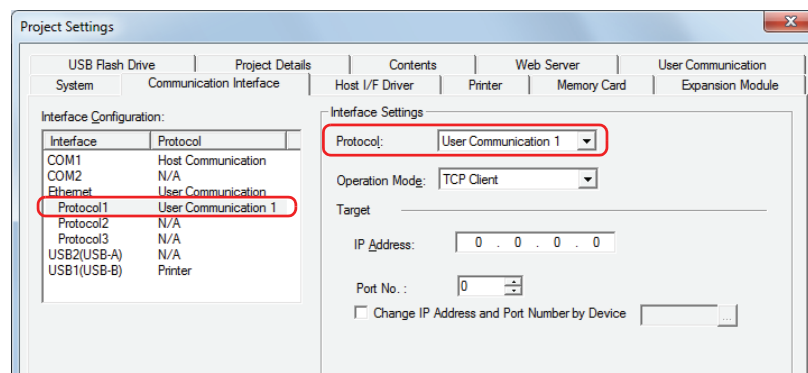 Project Settings
x
USB Flash Drive Project Details Contents Web Server User Communication
System Communication Interface Host I/F Driver Printer Memory Card Expansion Module
Interface Configuration:
Interface Protocol
COM1 Host Communication
COM2 N/A
Ethernet User Communication
Protocol1 User Communication 1
Protocol2 N/A
Protocol3 N/A
USB2(USB-A) N/A
USB1(USB-B) Printer
Interface Settings
Protocol: User Communication 1
Operation Mode: TCP Client
Target
IP Address: 0 . 0 . 0 . 0
Port No. : 0
Change IP Address and Port Number by Device ...